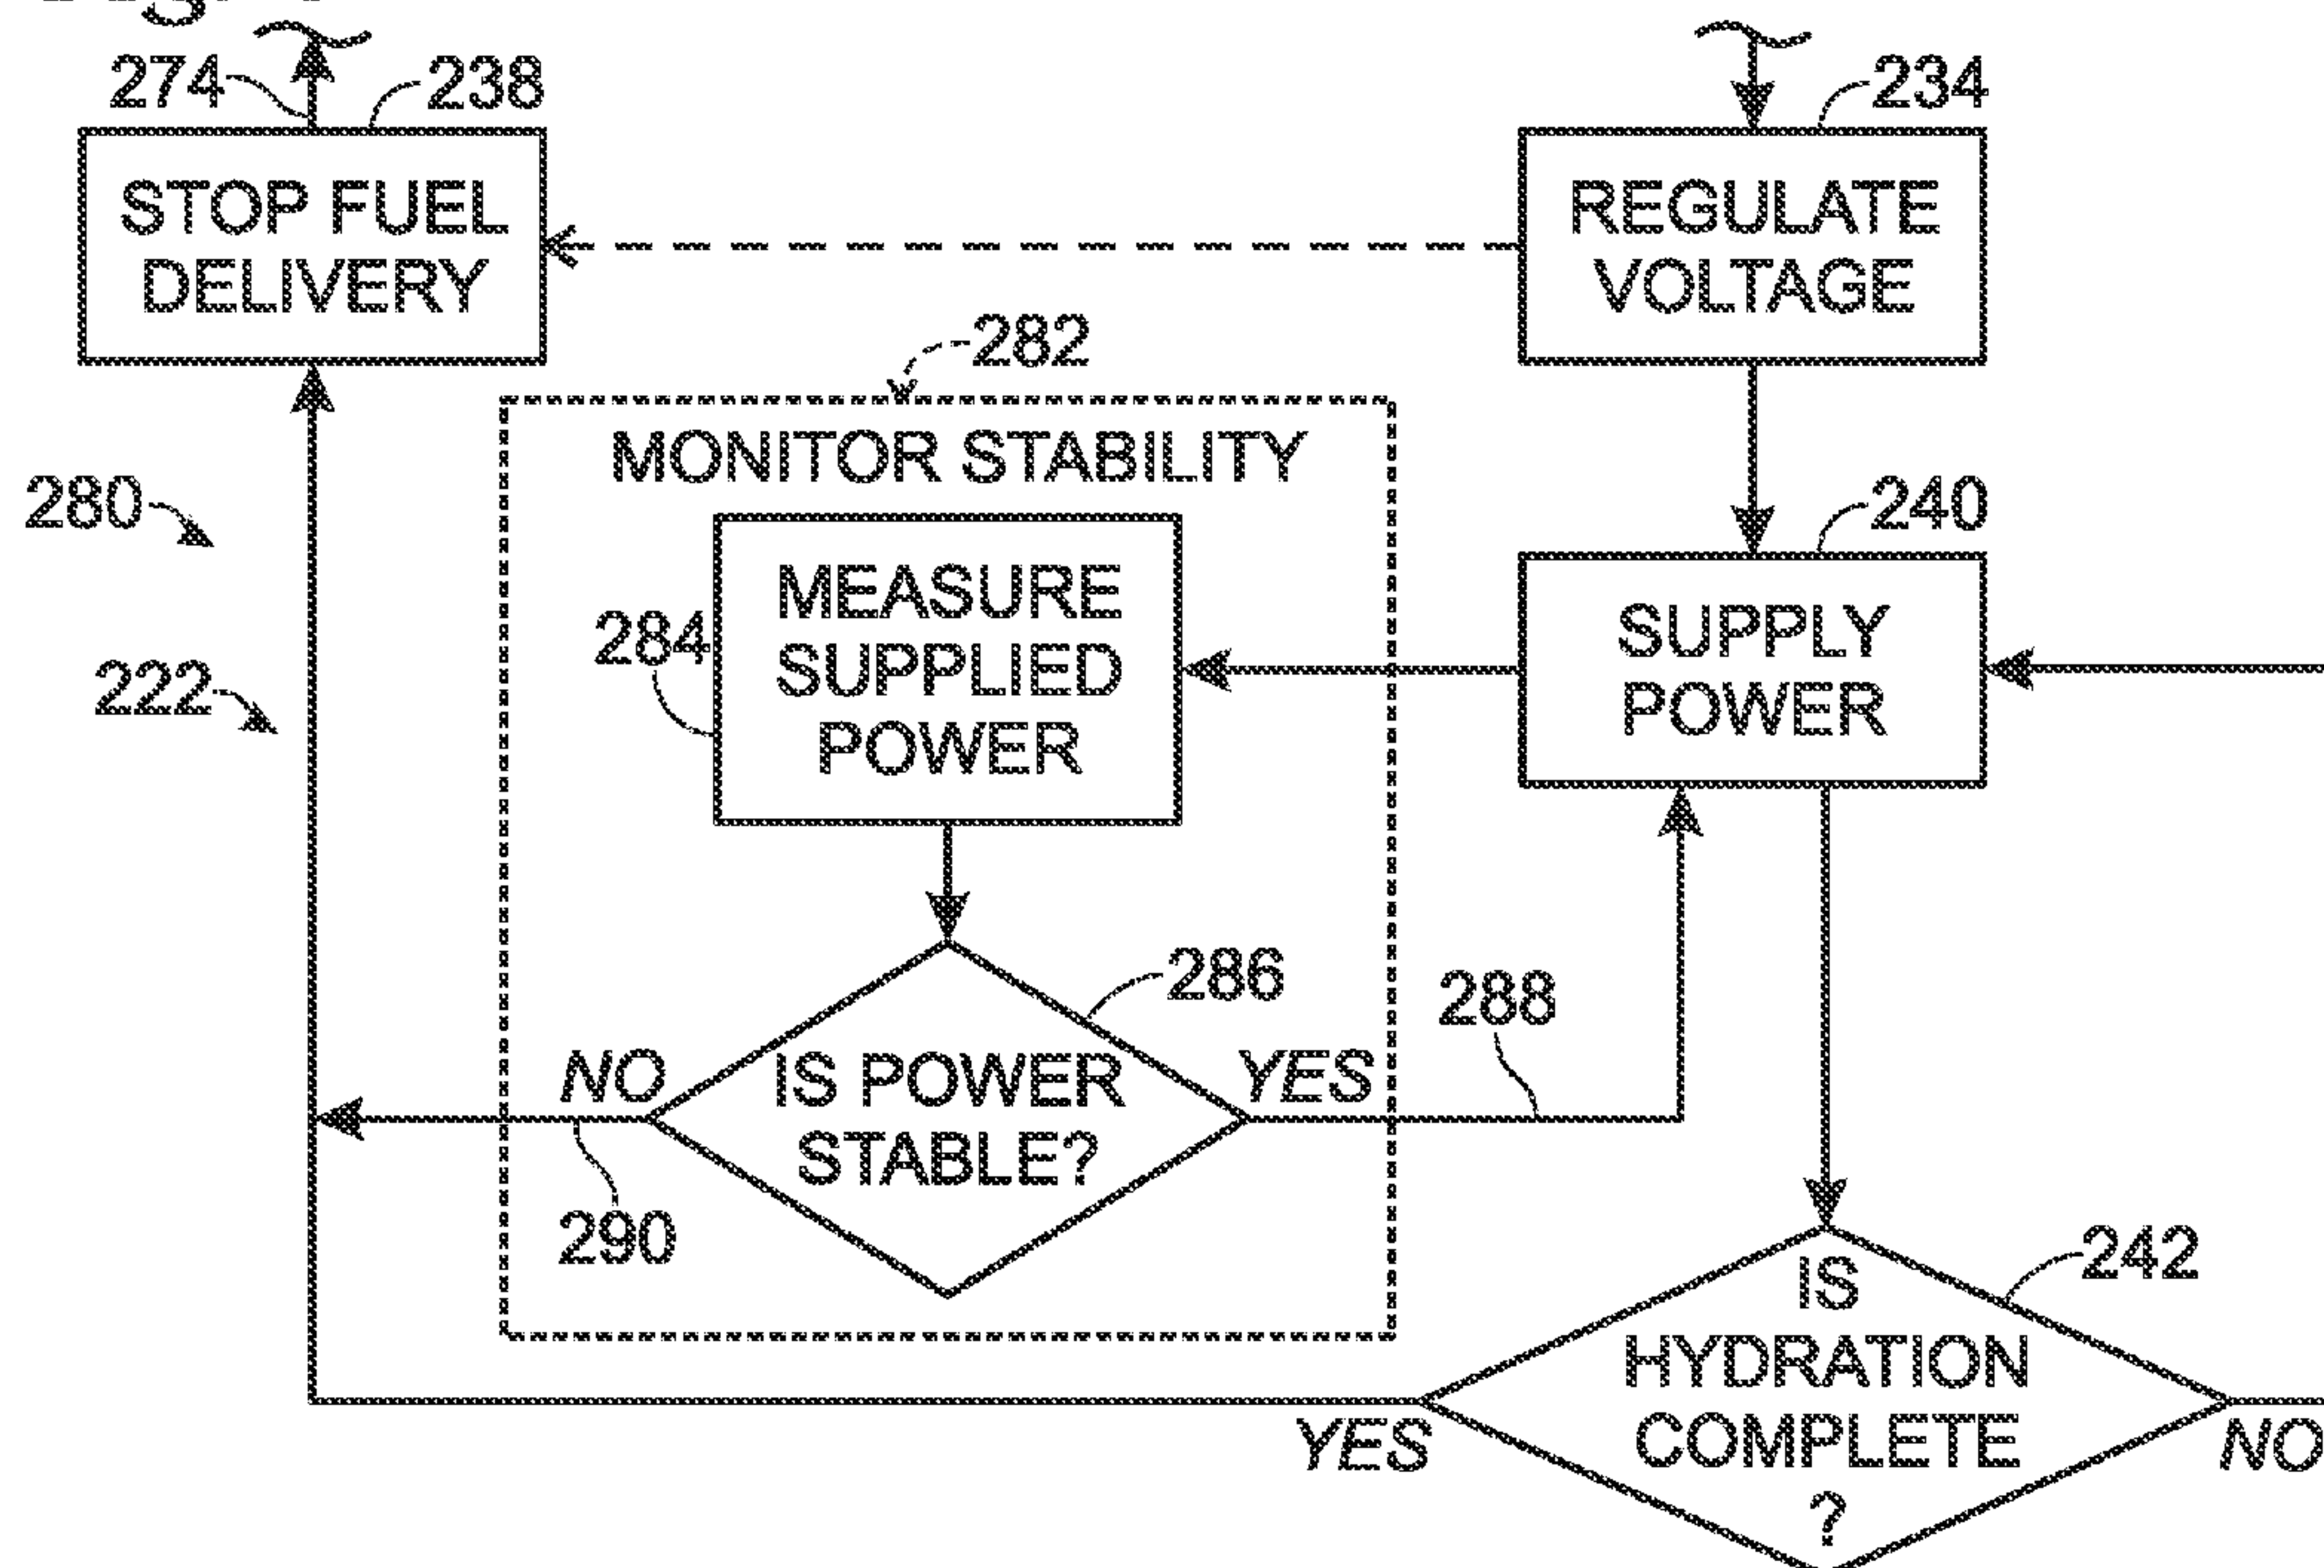 274
238
234
STOP FUEL
DELIVERY
REGULATE
VOLTAGE
282
MONITOR STABILITY
280
240
MEASURE
SUPPLIED
POWER
284
SUPPLY
POWER
222
286
288
NO
IS POWER
STABLE?
YES
290
242
IS
HYDRATION
COMPLETE
?
YES
NO